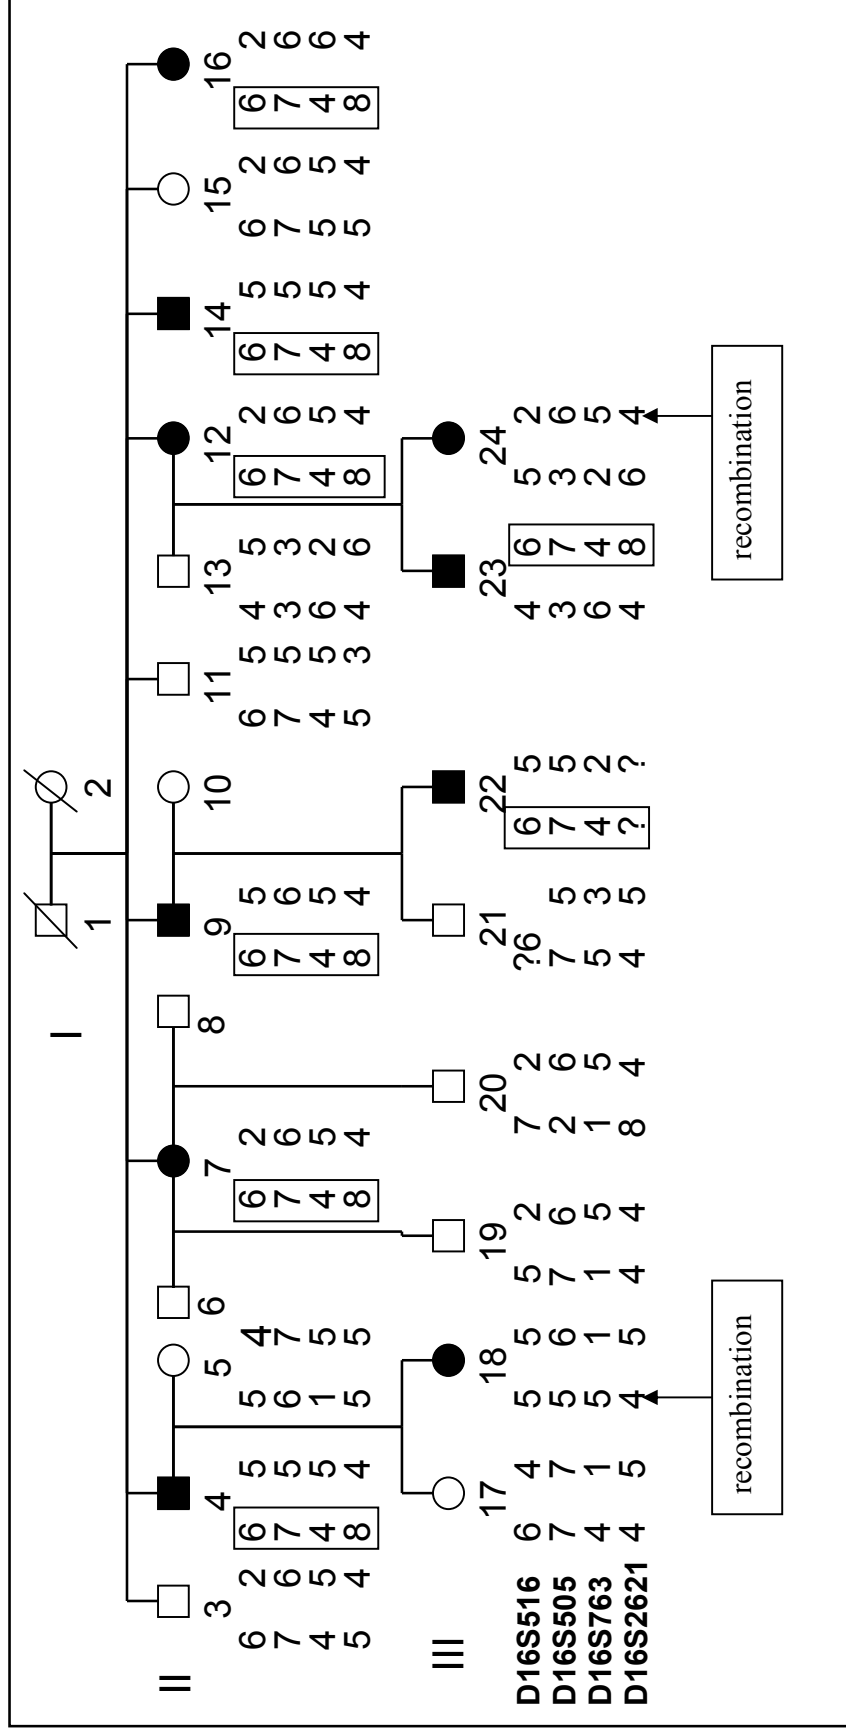 I
1 2
II
3 4 5 6 7 8 9 10 11 13 12 14 15 16
6 2 6 5 5 4 6 2 6 5 6 5 4 5 6 2 6 5 6 2 6 2
7 6 7 5 6 7 7 6 7 6 7 5 3 3 7 6 7 5 7 6 7 6
4 5 4 5 1 5 4 5 4 5 4 5 6 2 4 5 4 5 5 5 4 6
5 4 8 4 5 5 8 4 8 4 5 3 4 6 8 4 8 4 5 4 8 4
III
17 18 19 20 21 22 23 24
D16S516 6 4 5 5 5 2 7 2 ?6 6 5 4 6 5 2
D16S505 7 7 5 6 7 6 2 6 7 5 7 5 3 7 3 6
D16S763 4 1 5 1 1 5 1 5 5 3 4 2 6 4 2 5
D16S2621 4 5 4 5 4 4 8 4 4 5 ? ? 4 8 6 4
recombination
recombination